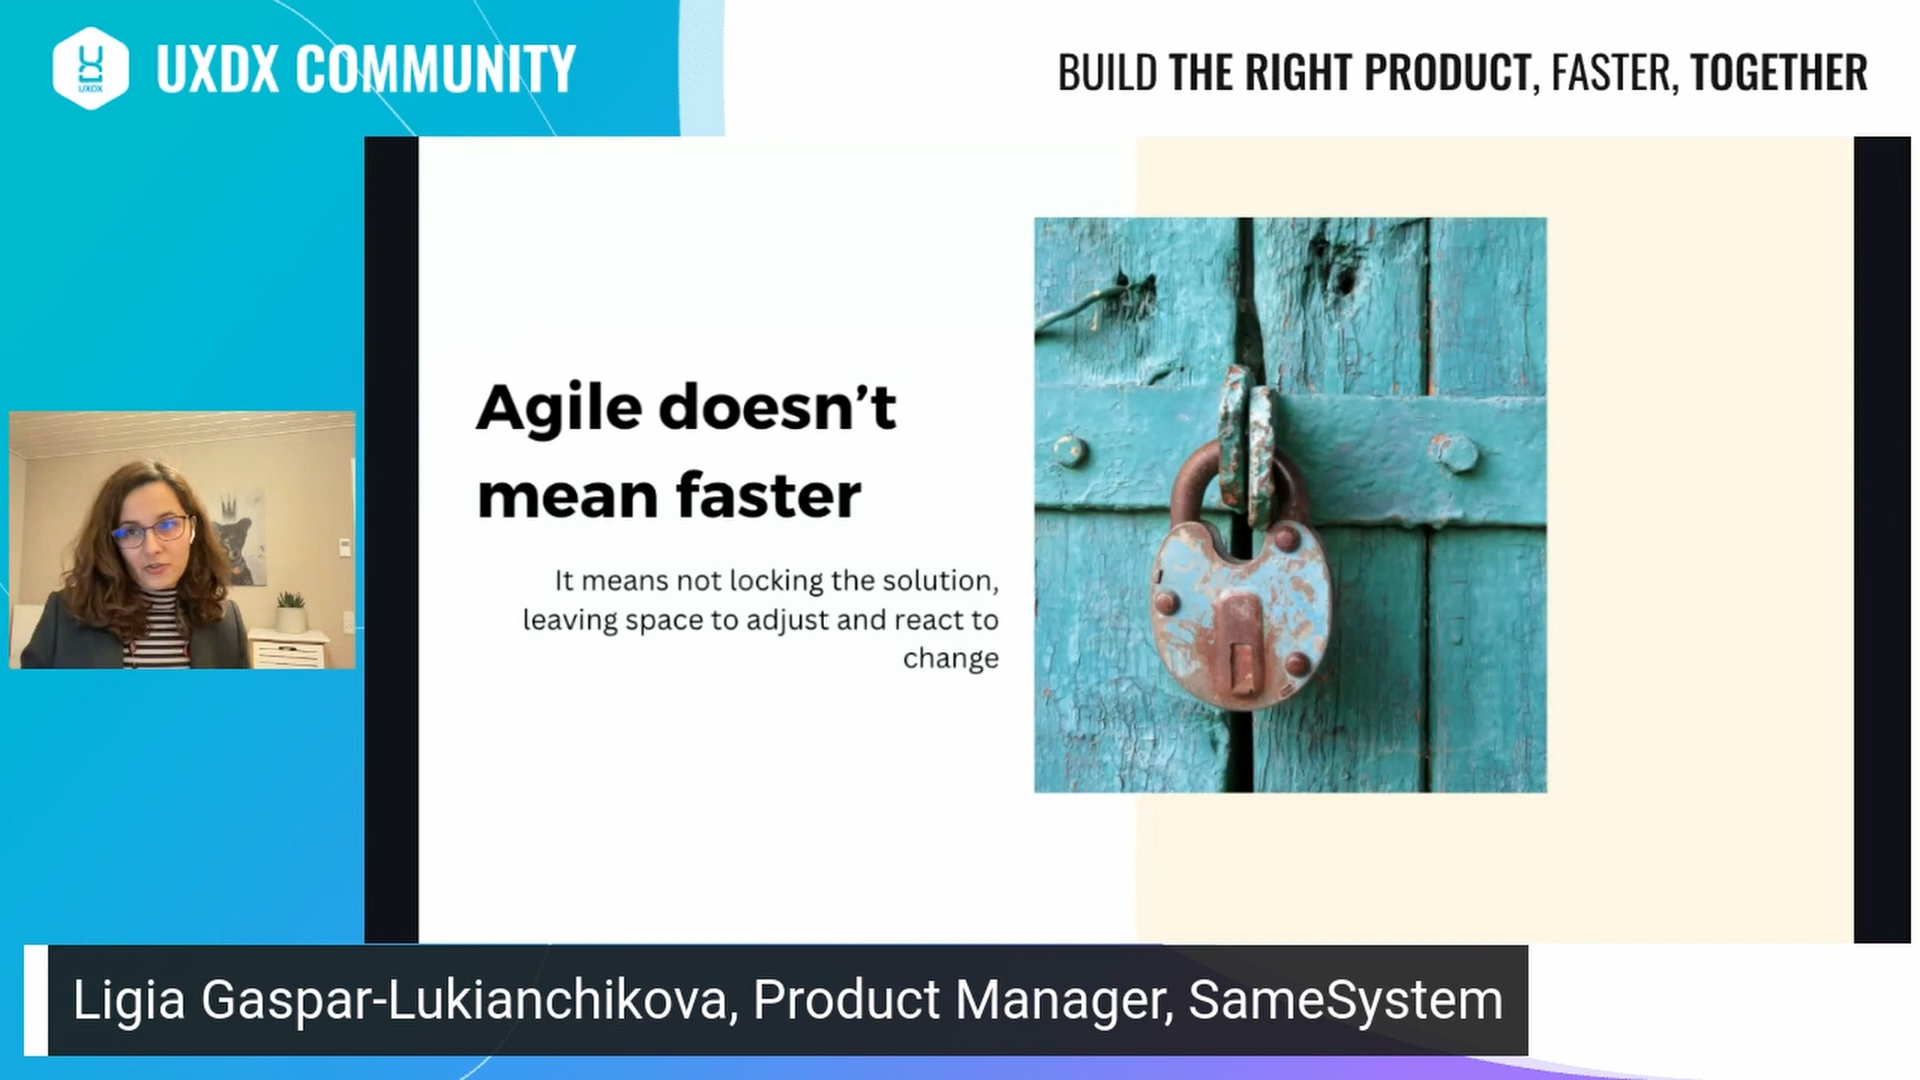 UXDX
UXDX COMMUNITY
BUILD THE RIGHT PRODUCT, FASTER, TOGETHER
Agile doesn’t
mean faster
It means not locking the solution,
leaving space to adjust and react to
change
Ligia Gaspar-Lukianchikova, Product Manager, SameSystem